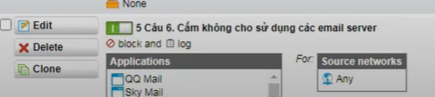 None
Edit
5 Câu 6. Cấm không cho sử dụng các email server
Delete
block and log
Clone
Applications
For:
Source networks
QQ Mail
Any
Sky Mail